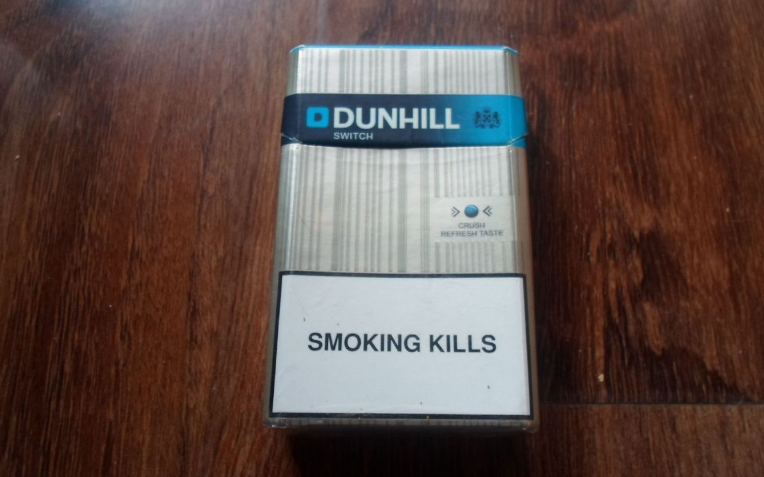 DUNHILL
SWITCH
CRUSH
REFRESH TASTE
SMOKING KILLS